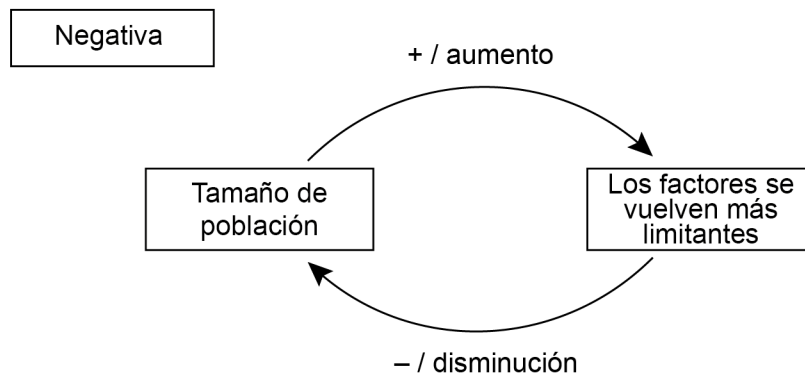 Negativa
+ / aumento
Tamaño de
población
Los factores se
vuelven más
limitantes
– / disminución